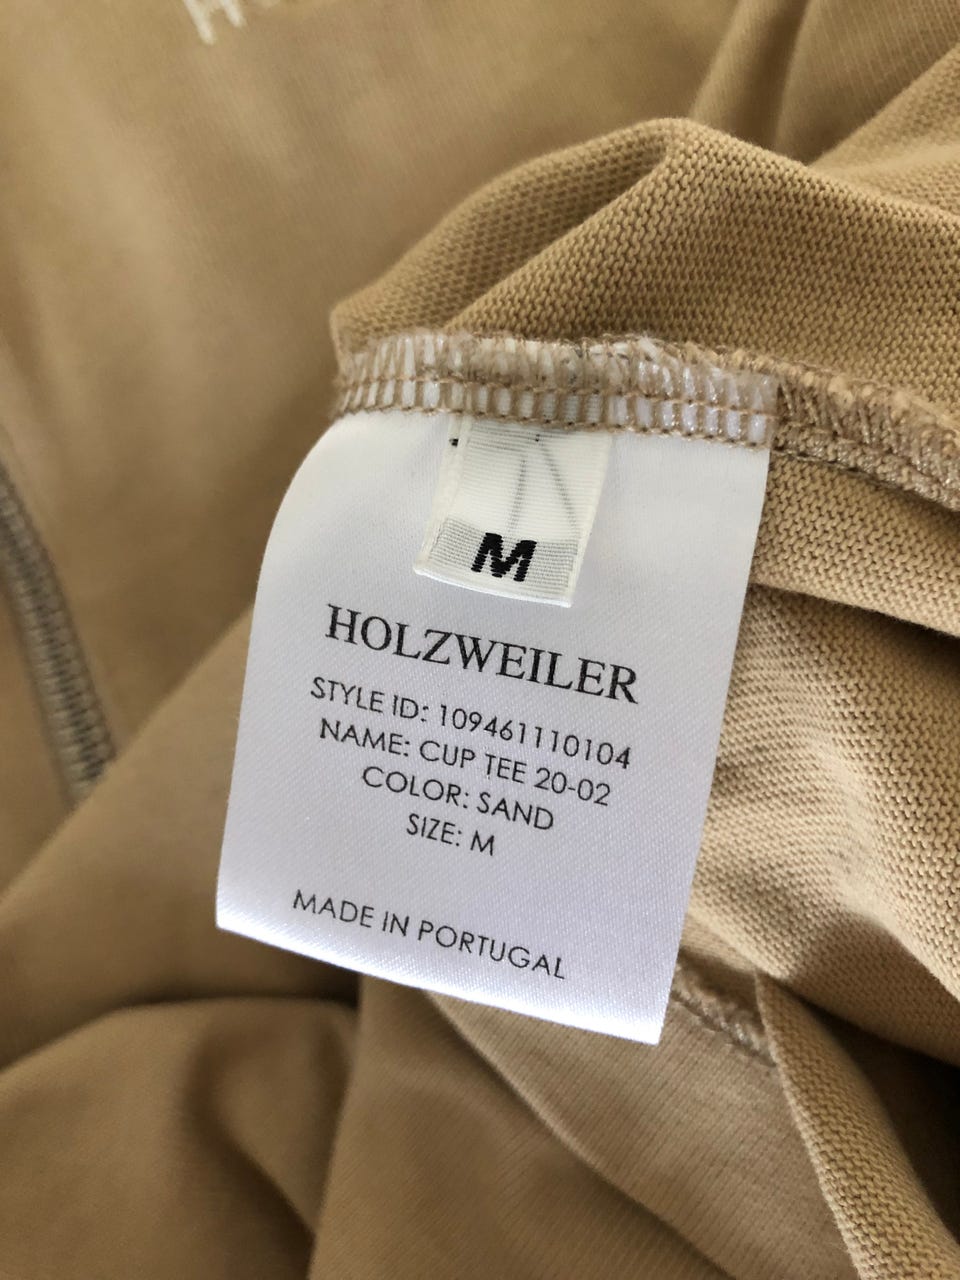 M
HOLZWEILER
STYLE ID: 109461110104
NAME: CUP TEE 20-02
COLOR: SAND
SIZE: M
MADE IN PORTUGAL